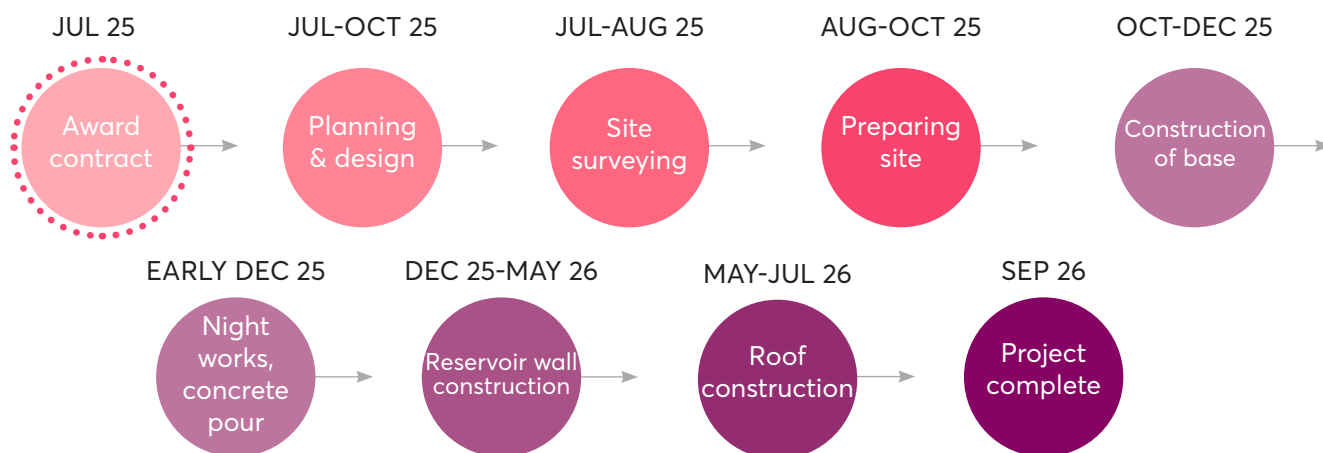 JUL 25
JUL-OCT 25
JUL-AUG 25
AUG-OCT 25
OCT-DEC 25
Award
contract
Planning
& design
Site
surveying
Preparing
site
Construction
of base
EARLY DEC 25
DEC 25-MAY 26
MAY-JUL 26
SEP 26
Night
works,
concrete
pour
Reservoir wall
construction
Roof
construction
Project
complete